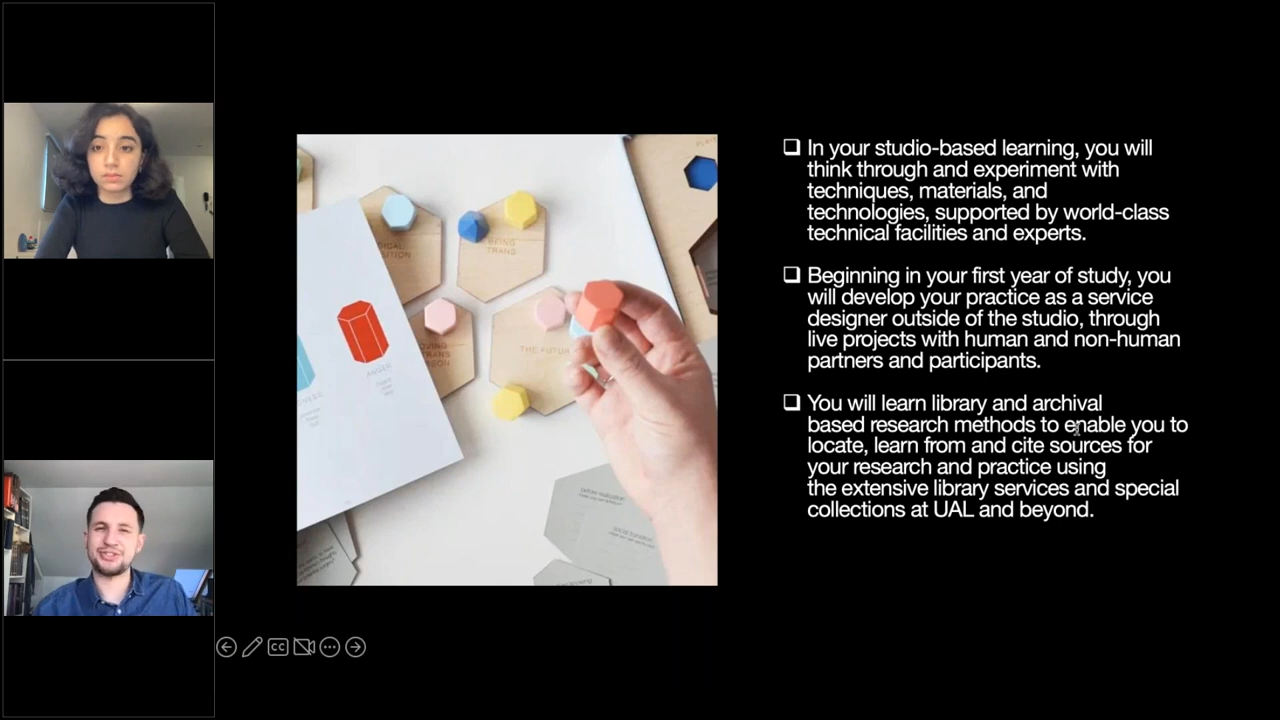 In your studio-based learning, you will
think through and experiment with
techniques, materials, and
technologies, supported by world-class
technical facilities and experts.
Beginning in your first year of study, you
will develop your practice as a service
designer outside of the studio, through
live projects with human and non-human
partners and participants.
You will learn library and archival
based research methods to enable you to
locate, learn from and cite sources for
your research and practice using
the extensive library services and special
collections at UAL and beyond.
BEING
TRANS
THE FUTUR
ANGER
CC